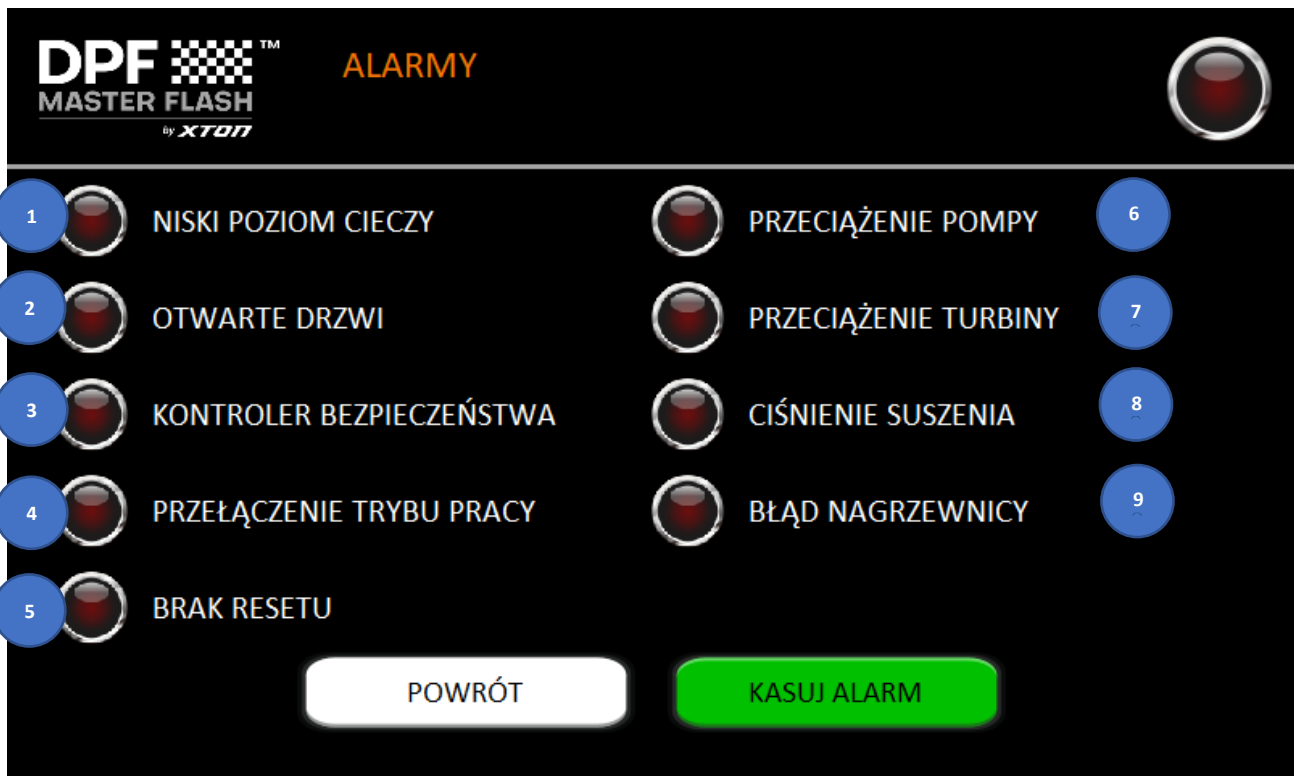 DPF ™
MASTER FLASH
by XTON
ALARMY
1 NISKI POZIOM CIECZY
2 OTWARTE DRZWI
3 KONTROLER BEZPIECZEŃSTWA
4 PRZEŁĄCZENIE TRYBU PRACY
5 BRAK RESETU
PRZECIĄŻENIE POMPY 6
PRZECIĄŻENIE TURBINY 7
CIŚNIENIE SUSZENIA 8
BŁĄD NAGRZEWNICY 9
POWRÓT
KASUJ ALARM